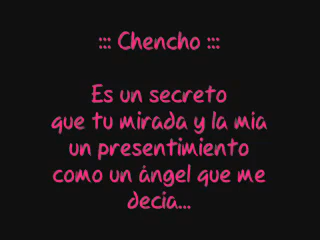 ::: Chencho :::
Es un secreto
que tu mirada y la mia
un presentimiento
como un ángel que me
decia...